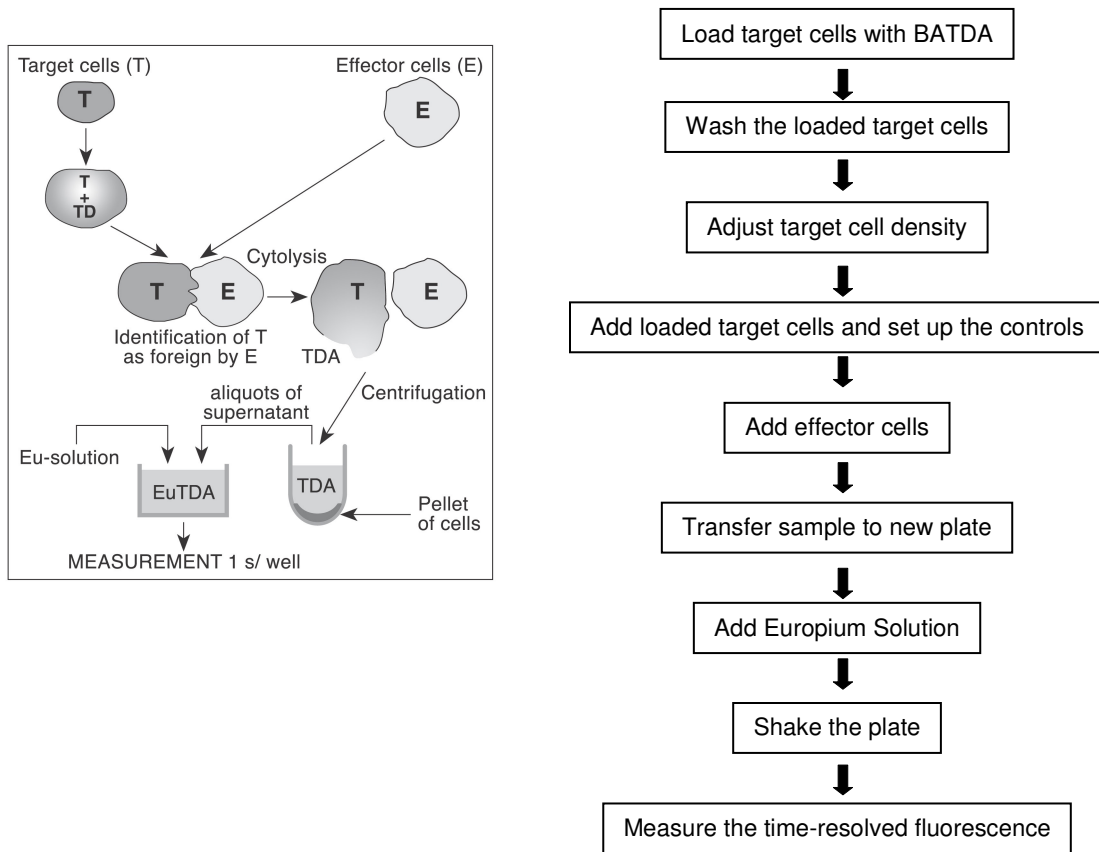 Target cells (T)
Effector cells (E)
T
E
T
+
TD
Cytolysis
T
E
T
E
Identification of T
as foreign by E
TDA
Centrifugation
aliquots of
supernatant
Eu-solution
EuTDA
TDA
Pellet
of cells
MEASUREMENT 1 s/ well
Load target cells with BATDA
Wash the loaded target cells
Adjust target cell density
Add loaded target cells and set up the controls
Add effector cells
Transfer sample to new plate
Add Europium Solution
Shake the plate
Measure the time-resolved fluorescence